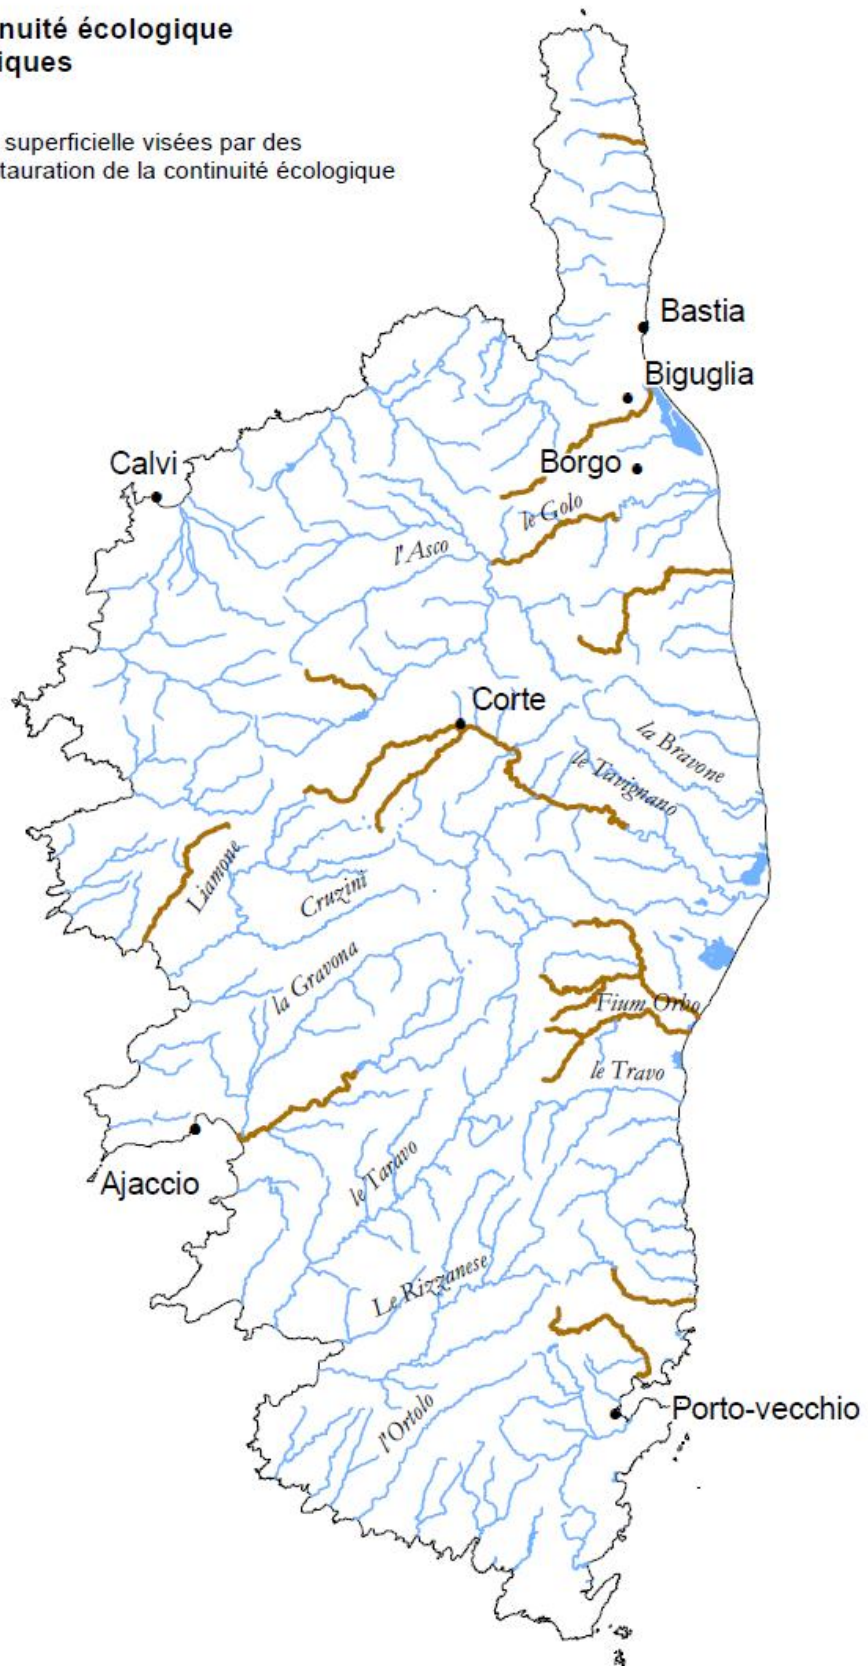 nuité écologique
iques
superficielle visées par des
tauration de la continuité écologique
Bastia
Biguglia
Calvi
Borgo
le Golo
l'Asco
Corte
la Bravone
le Tavignano
Liamone
Cruzini
la Gravona
Fium Orbo
le Travo
Ajaccio
le Taravo
Le Rizzanese
l'Ortolo
Porto-vecchio